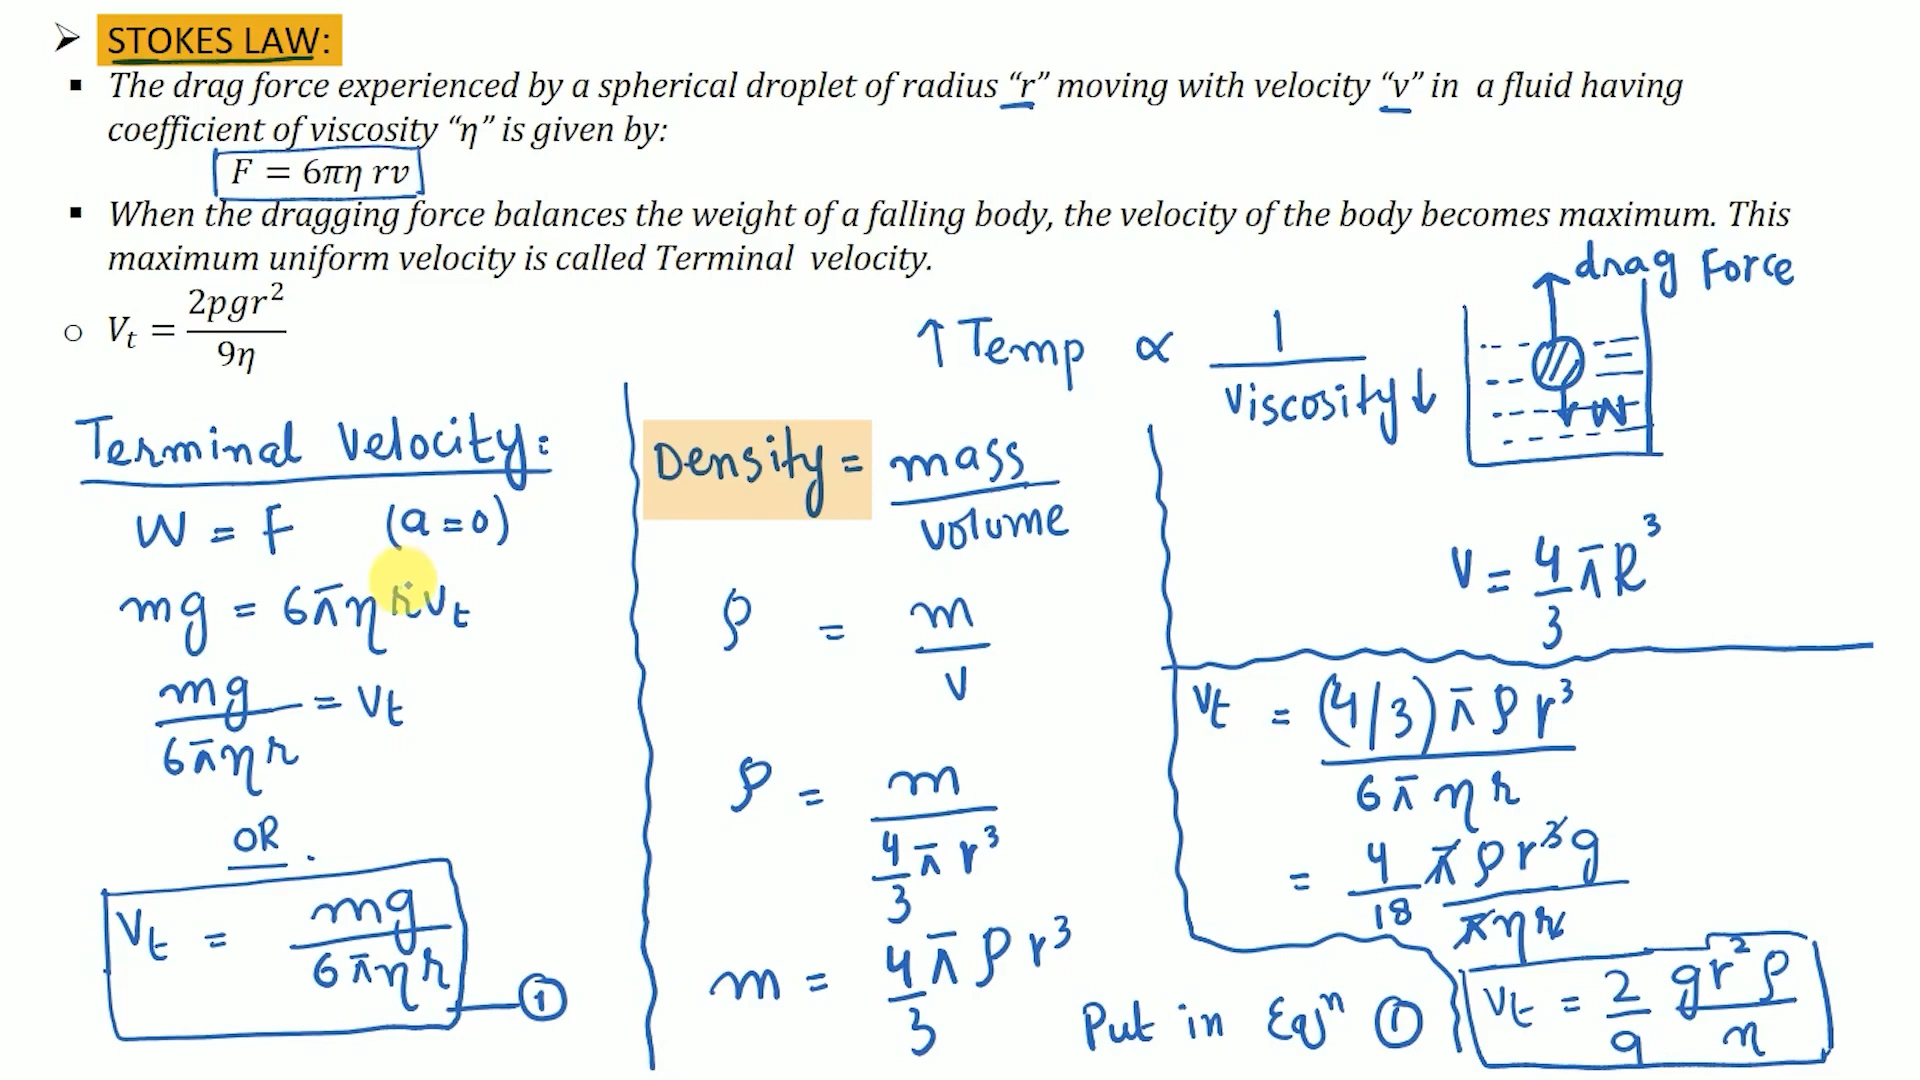 ➢ STOKES LAW:
▪ The drag force experienced by a spherical droplet of radius “r” moving with velocity “v” in a fluid having
coefficient of viscosity “η” is given by:
F = 6πη rv
▪ When the dragging force balances the weight of a falling body, the velocity of the body becomes maximum. This
maximum uniform velocity is called Terminal velocity.
○ Vₜ = 2pgr² / 9η
↑ Temp ∝ 1 / Viscosity ↓
drag Force
W
Terminal Velocity:
W = F (a = 0)
mg = 6πηrvₜ
mg / 6πηr = Vₜ
OR
Vₜ = mg / 6πηr
①
Density = mass / volume
ρ = m / V
ρ = m / (4/3 πr³)
m = 4/3 πρr³
Put in Eqⁿ ①
V = 4/3 πR³
Vₜ = (4/3)πρr³ / 6πηr
= 4/18 πρr³g / πηr
Vₜ = 2/9 gr²ρ / η